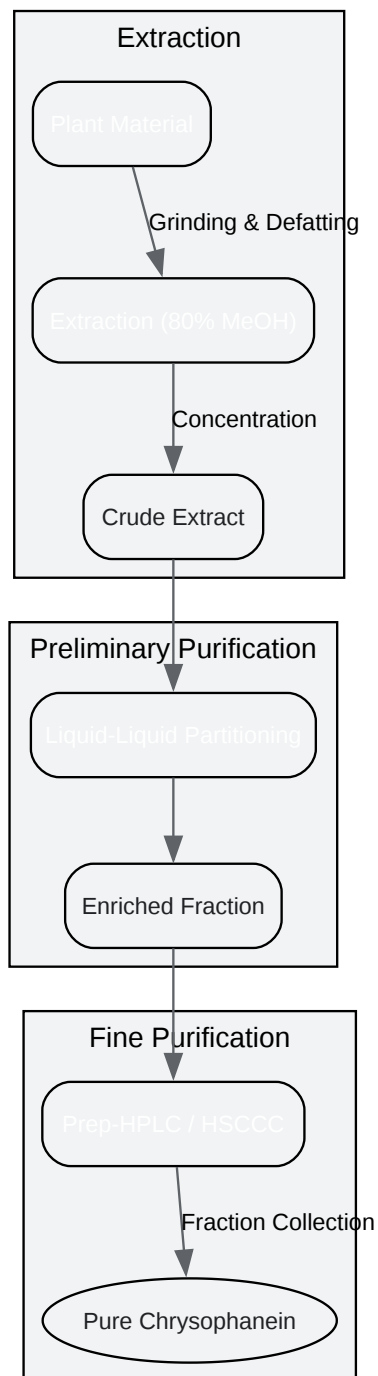 Extraction
Plant Material
Grinding & Defatting
Extraction (80% MeOH)
Concentration
Crude Extract
Preliminary Purification
Liquid-Liquid Partitioning
Enriched Fraction
Fine Purification
Prep-HPLC / HSCCC
Fraction Collection
Pure Chrysophanein